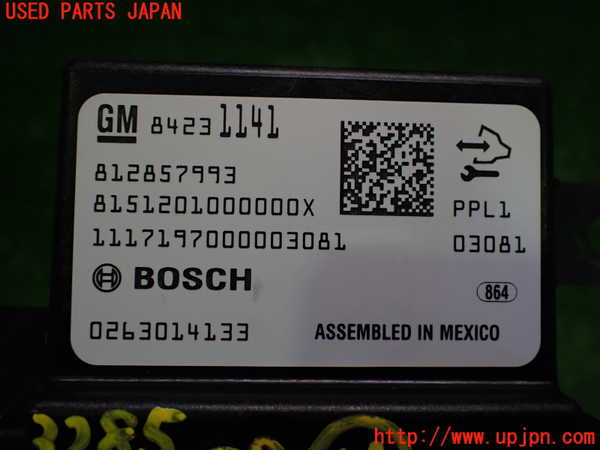 USED PARTS JAPAN
GM 84231141
812857993
8151201000000X PPL1
1117197000003081 03081
BOSCH 864
0263014133 ASSEMBLED IN MEXICO
3285
http://www.upjpn.com/